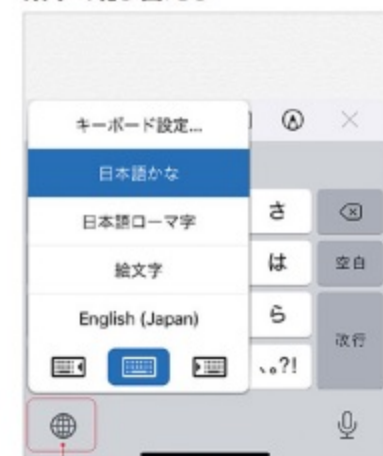 キーボード設定...
日本語かな
日本語ローマ字
絵文字
English (Japan)
さ
は
空白
ら
改行
、。?!